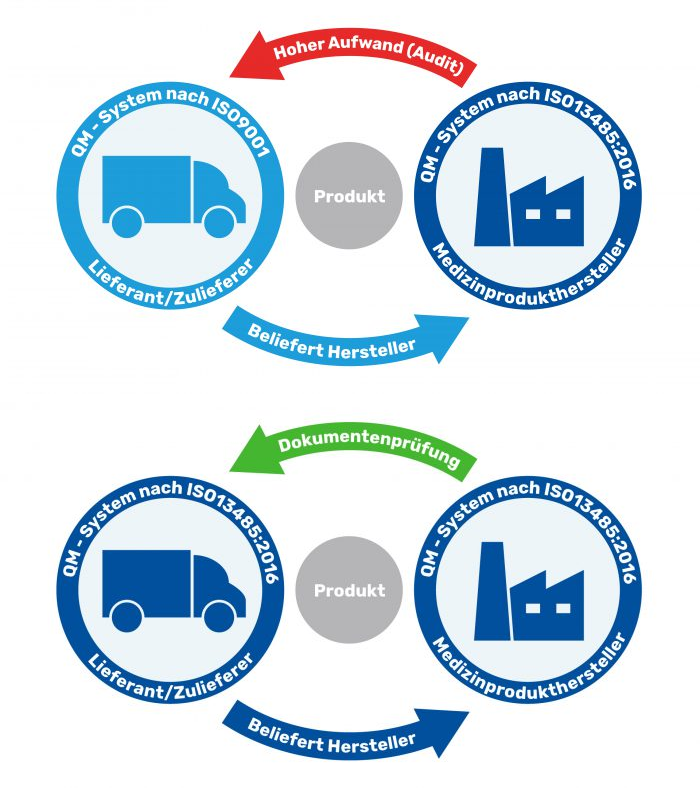 Hoher Aufwand (Audit)
QM - System nach ISO9001
Lieferant/Zulieferer
Produkt
QM - System nach ISO13485:2016
Medizinprodukthersteller
Beliefert Hersteller
Dokumentenprüfung
QM - System nach ISO13485:2016
Lieferant/Zulieferer
Produkt
QM - System nach ISO13485:2016
Medizinprodukthersteller
Beliefert Hersteller